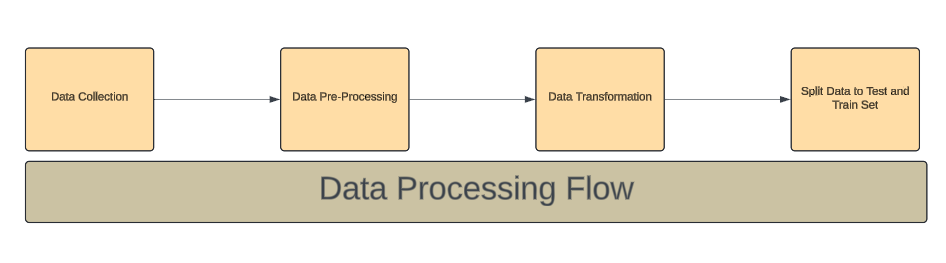 Data Collection
Data Pre-Processing
Data Transformation
Split Data to Test and
Train Set
Data Processing Flow